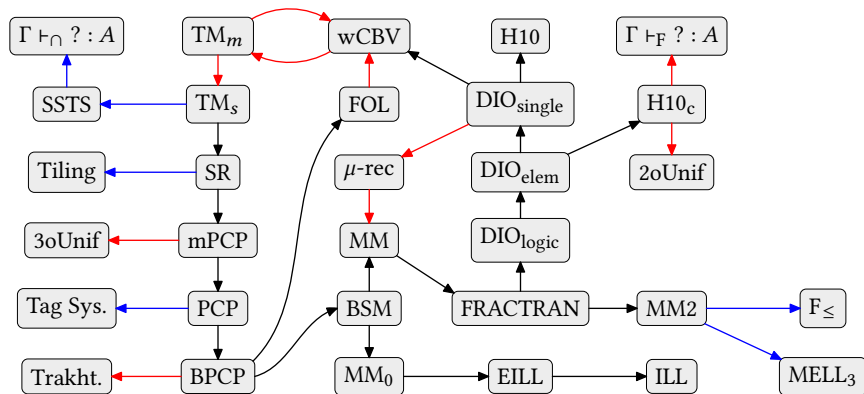 Γ ⊢∩ ? : A
TMₘ
wCBV
H10
Γ ⊢F ? : A
SSTS
TMₛ
FOL
DIOsingle
H10c
Tiling
SR
μ-rec
DIOelem
2oUnif
3oUnif
mPCP
MM
DIOlogic
Tag Sys.
PCP
BSM
FRACTRAN
MM2
F≤
Trakht.
BPCP
MM₀
EILL
ILL
MELL₃